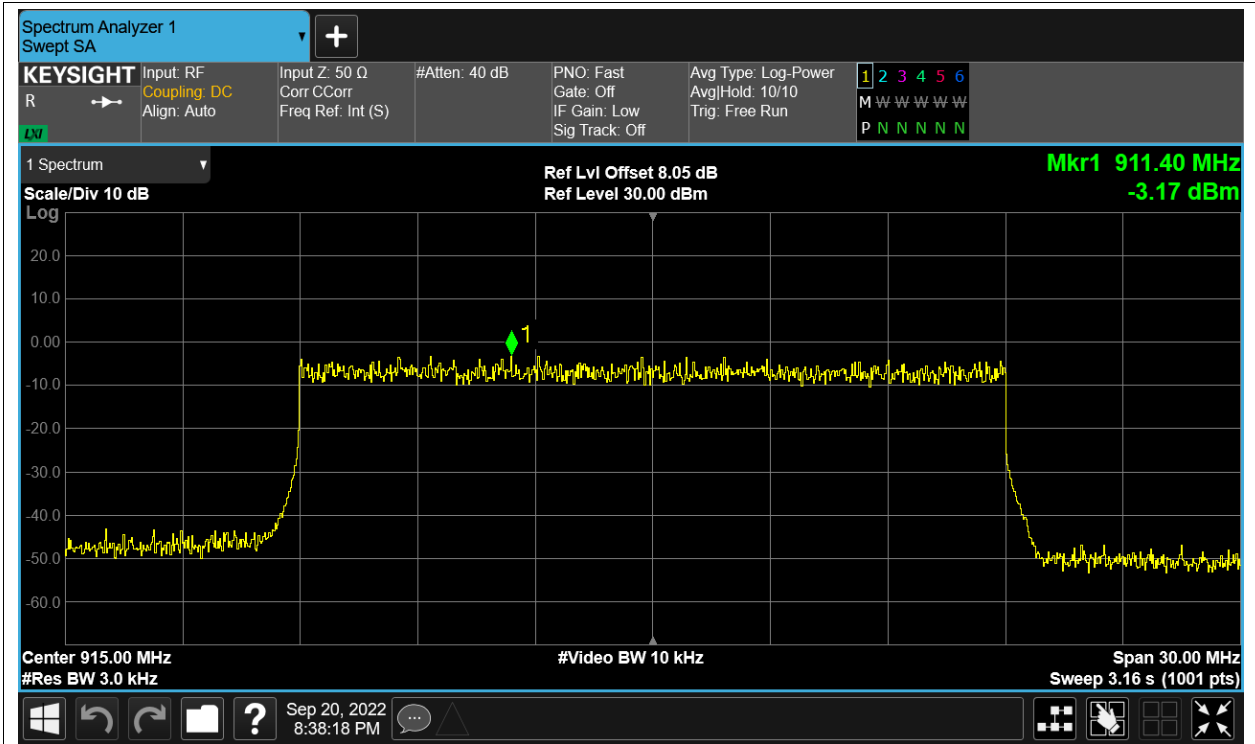 Spectrum Analyzer 1
Swept SA
KEYSIGHT
R
LXI
Input: RF
Coupling: DC
Align: Auto
Input Z: 50 Ω
Corr CCorr
Freq Ref: Int (S)
#Atten: 40 dB
PNO: Fast
Gate: Off
IF Gain: Low
Sig Track: Off
Avg Type: Log-Power
Avg|Hold: 10/10
Trig: Free Run
1 2 3 4 5 6
M W W W W W
P N N N N N
1 Spectrum
Scale/Div 10 dB
Log
Ref Lvl Offset 8.05 dB
Ref Level 30.00 dBm
Mkr1 911.40 MHz
-3.17 dBm
20.0
10.0
0.00
-10.0
-20.0
-30.0
-40.0
-50.0
-60.0
1
Center 915.00 MHz
#Res BW 3.0 kHz
#Video BW 10 kHz
Span 30.00 MHz
Sweep 3.16 s (1001 pts)
?
Sep 20, 2022
8:38:18 PM